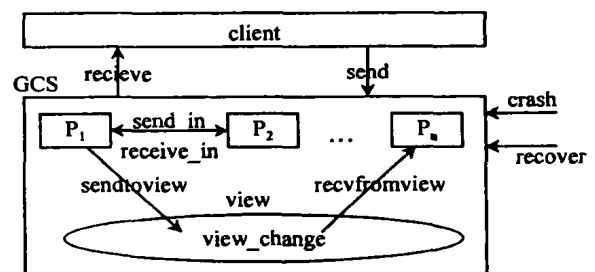 client
recieve
send
GCS
crash
P₁
send_in
P₂
...
Pₙ
receive_in
recover
sendtoview
recvfromview
view
view_change